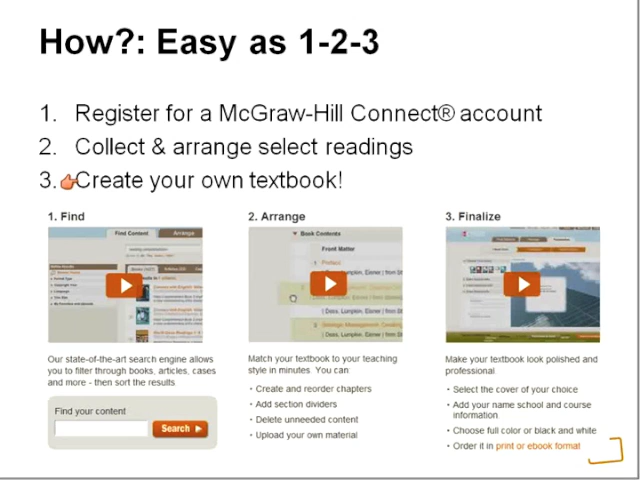 How?: Easy as 1-2-3
1. Register for a McGraw-Hill Connect® account
2. Collect & arrange select readings
3. Create your own textbook!
1. Find
2. Arrange
3. Finalize
Find Content
Arrange
Book Contents
Front Matter
Preface
Our state-of-the-art search engine allows
you to filter through books, articles, cases
and more - then sort the results
Find your content
Search
Match your textbook to your teaching
style in minutes. You can:
· Create and reorder chapters
· Add section dividers
· Delete unneeded content
· Upload your own material
Make your textbook look polished and
professional
· Select the cover of your choice
· Add your name school and course
information
· Choose full color or black and white
· Order it in print or ebook format